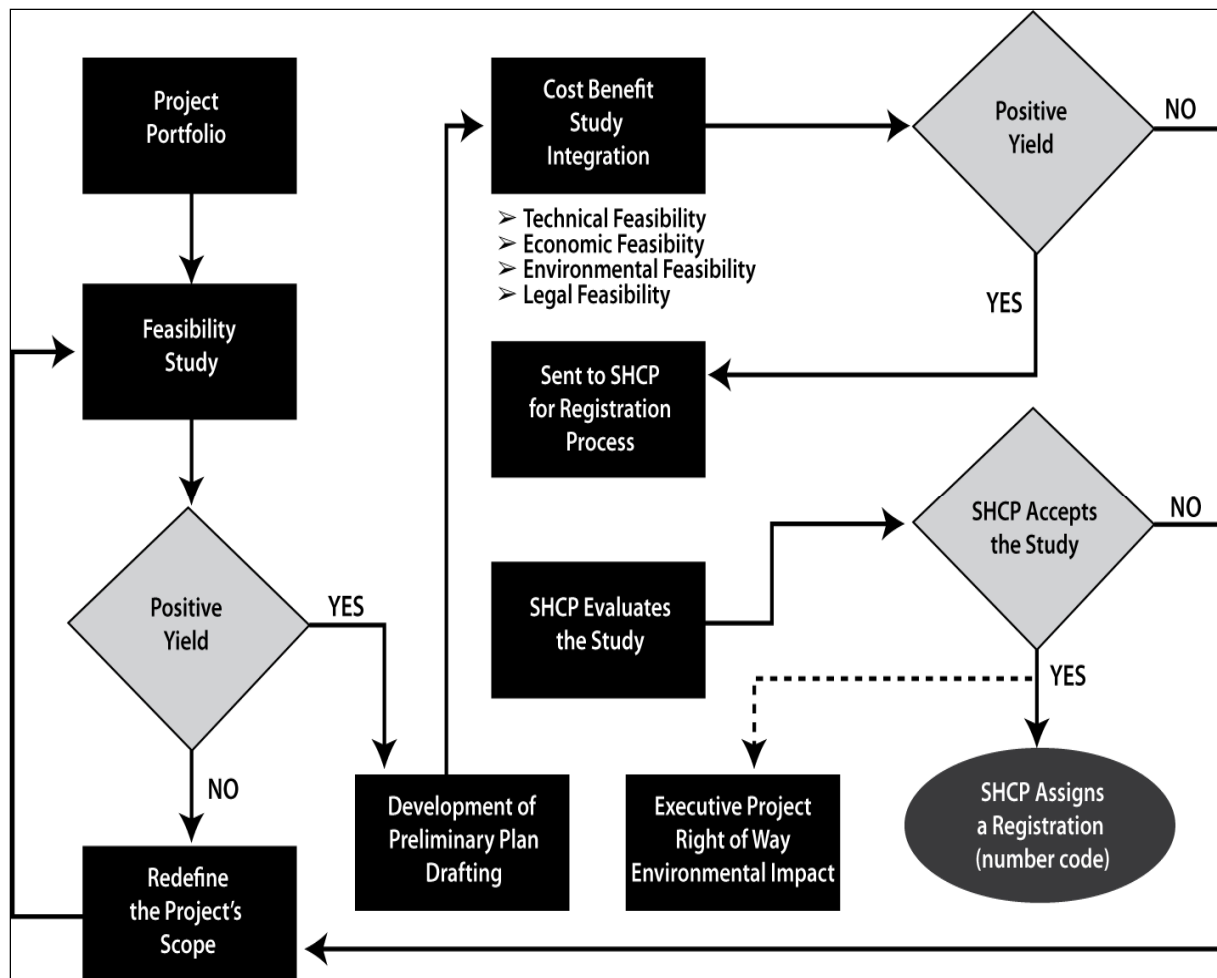 Project
Portfolio
Feasibility
Study
Positive
Yield
YES
NO
Redefine
the Project's
Scope
Development of
Preliminary Plan
Drafting
Cost Benefit
Study
Integration
➢ Technical Feasibility
➢ Economic Feasibiity
➢ Environmental Feasibility
➢ Legal Feasibility
Positive
Yield
NO
YES
Sent to SHCP
for Registration
Process
SHCP Evaluates
the Study
SHCP Accepts
the Study
NO
YES
Executive Project
Right of Way
Environmental Impact
SHCP Assigns
a Registration
(number code)